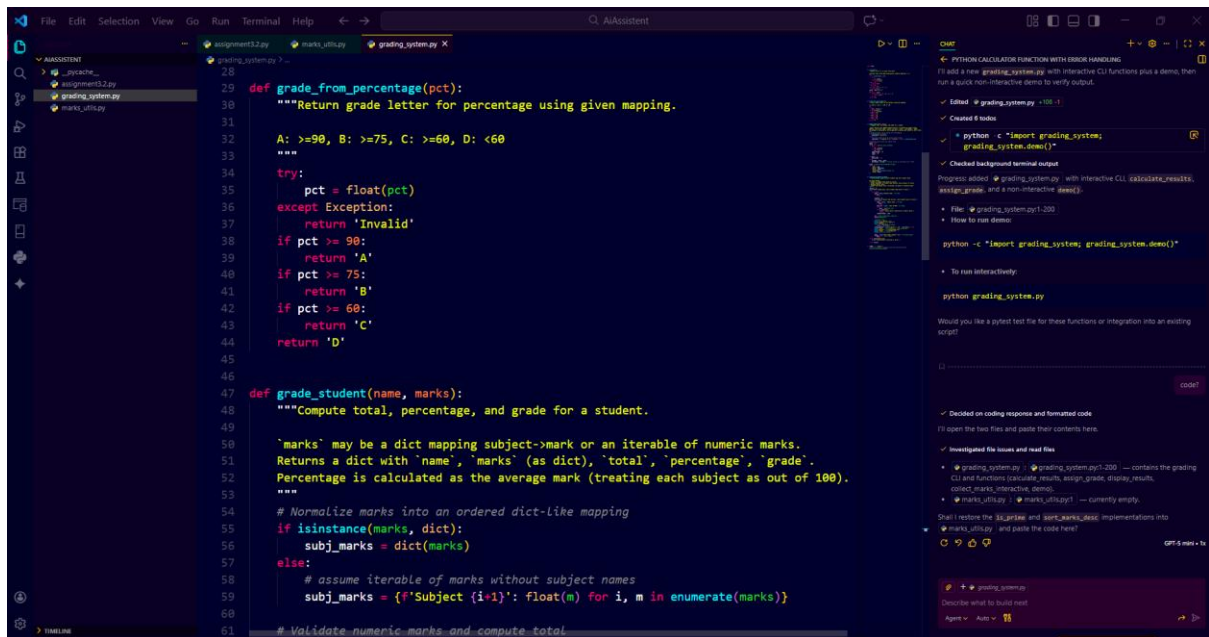 File Edit Selection View Go Run Terminal Help
AiAssistent
assignment3.2.py marks_utils.py grading_system.py
AIASSISTENT
__pycache__
assignment3.2.py
grading_system.py
marks_utils.py
TIMELINE
grading_system.py > ...
28
29 def grade_from_percentage(pct):
30 """Return grade letter for percentage using given mapping.
31
32 A: >=90, B: >=75, C: >=60, D: <60
33 """
34 try:
35 pct = float(pct)
36 except Exception:
37 return 'Invalid'
38 if pct >= 90:
39 return 'A'
40 if pct >= 75:
41 return 'B'
42 if pct >= 60:
43 return 'C'
44 return 'D'
45
46
47 def grade_student(name, marks):
48 """Compute total, percentage, and grade for a student.
49
50 `marks` may be a dict mapping subject->mark or an iterable of numeric marks.
51 Returns a dict with `name`, `marks` (as dict), `total`, `percentage`, `grade`.
52 Percentage is calculated as the average mark (treating each subject as out of 100).
53 """
54 # Normalize marks into an ordered dict-like mapping
55 if isinstance(marks, dict):
56 subj_marks = dict(marks)
57 else:
58 # assume iterable of marks without subject names
59 subj_marks = {f'Subject {i+1}': float(m) for i, m in enumerate(marks)}
60
61 # Validate numeric marks and compute total
CHAT
PYTHON CALCULATOR FUNCTION WITH ERROR HANDLING
I'll add a new grading_system.py with interactive CLI functions plus a demo, then
run a quick non-interactive demo to verify output.
Edited grading_system.py +100 -1
Created 6 todos
python -c "import grading_system;
grading_system.demo()"
Checked background terminal output
Progress: added grading_system.py with interactive CLI, calculate_results,
assign_grade, and a non-interactive demo().
• File: grading_system.py:1-200
• How to run demo:
python -c "import grading_system; grading_system.demo()"
• To run interactively:
python grading_system.py
Would you like a pytest test file for these functions or integration into an existing
script?
code?
Decided on coding response and formatted code
I'll open the two files and paste their contents here.
Investigated file issues and read files
• grading_system.py : grading_system.py:1-200 — contains the grading
CLI and functions (calculate_results, assign_grade, display_results,
collect_marks_interactive, demo).
• marks_utils.py : marks_utils.py:1 — currently empty.
Shall I restore the is_prime and sort_marks_desc implementations into
marks_utils.py and paste the code here?
GPT-5 mini • 1x
grading_system.py
Describe what to build next
Agent Auto